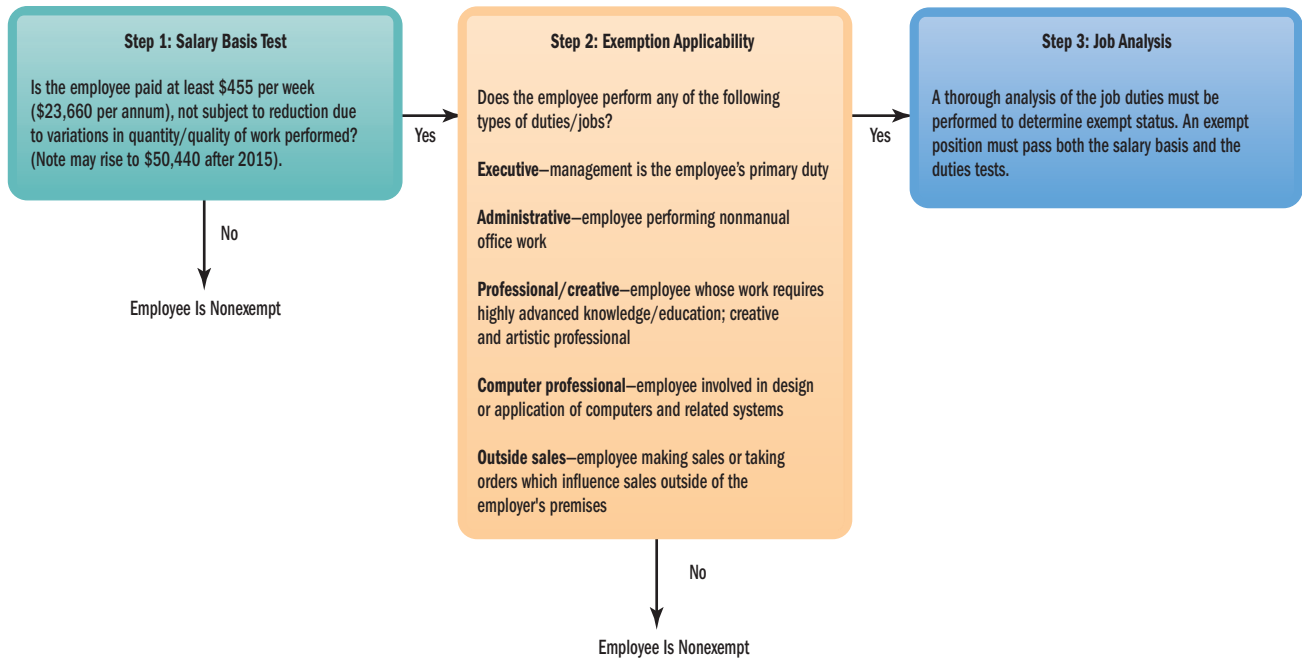 Step 1: Salary Basis Test
Is the employee paid at least $455 per week
($23,660 per annum), not subject to reduction due
to variations in quantity/quality of work performed?
(Note may rise to $50,440 after 2015).
Yes
No
Employee Is Nonexempt
Step 2: Exemption Applicability
Does the employee perform any of the following
types of duties/jobs?
Executive—management is the employee’s primary duty
Administrative—employee performing nonmanual
office work
Professional/creative—employee whose work requires
highly advanced knowledge/education; creative
and artistic professional
Computer professional—employee involved in design
or application of computers and related systems
Outside sales—employee making sales or taking
orders which influence sales outside of the
employer's premises
Yes
No
Employee Is Nonexempt
Step 3: Job Analysis
A thorough analysis of the job duties must be
performed to determine exempt status. An exempt
position must pass both the salary basis and the
duties tests.